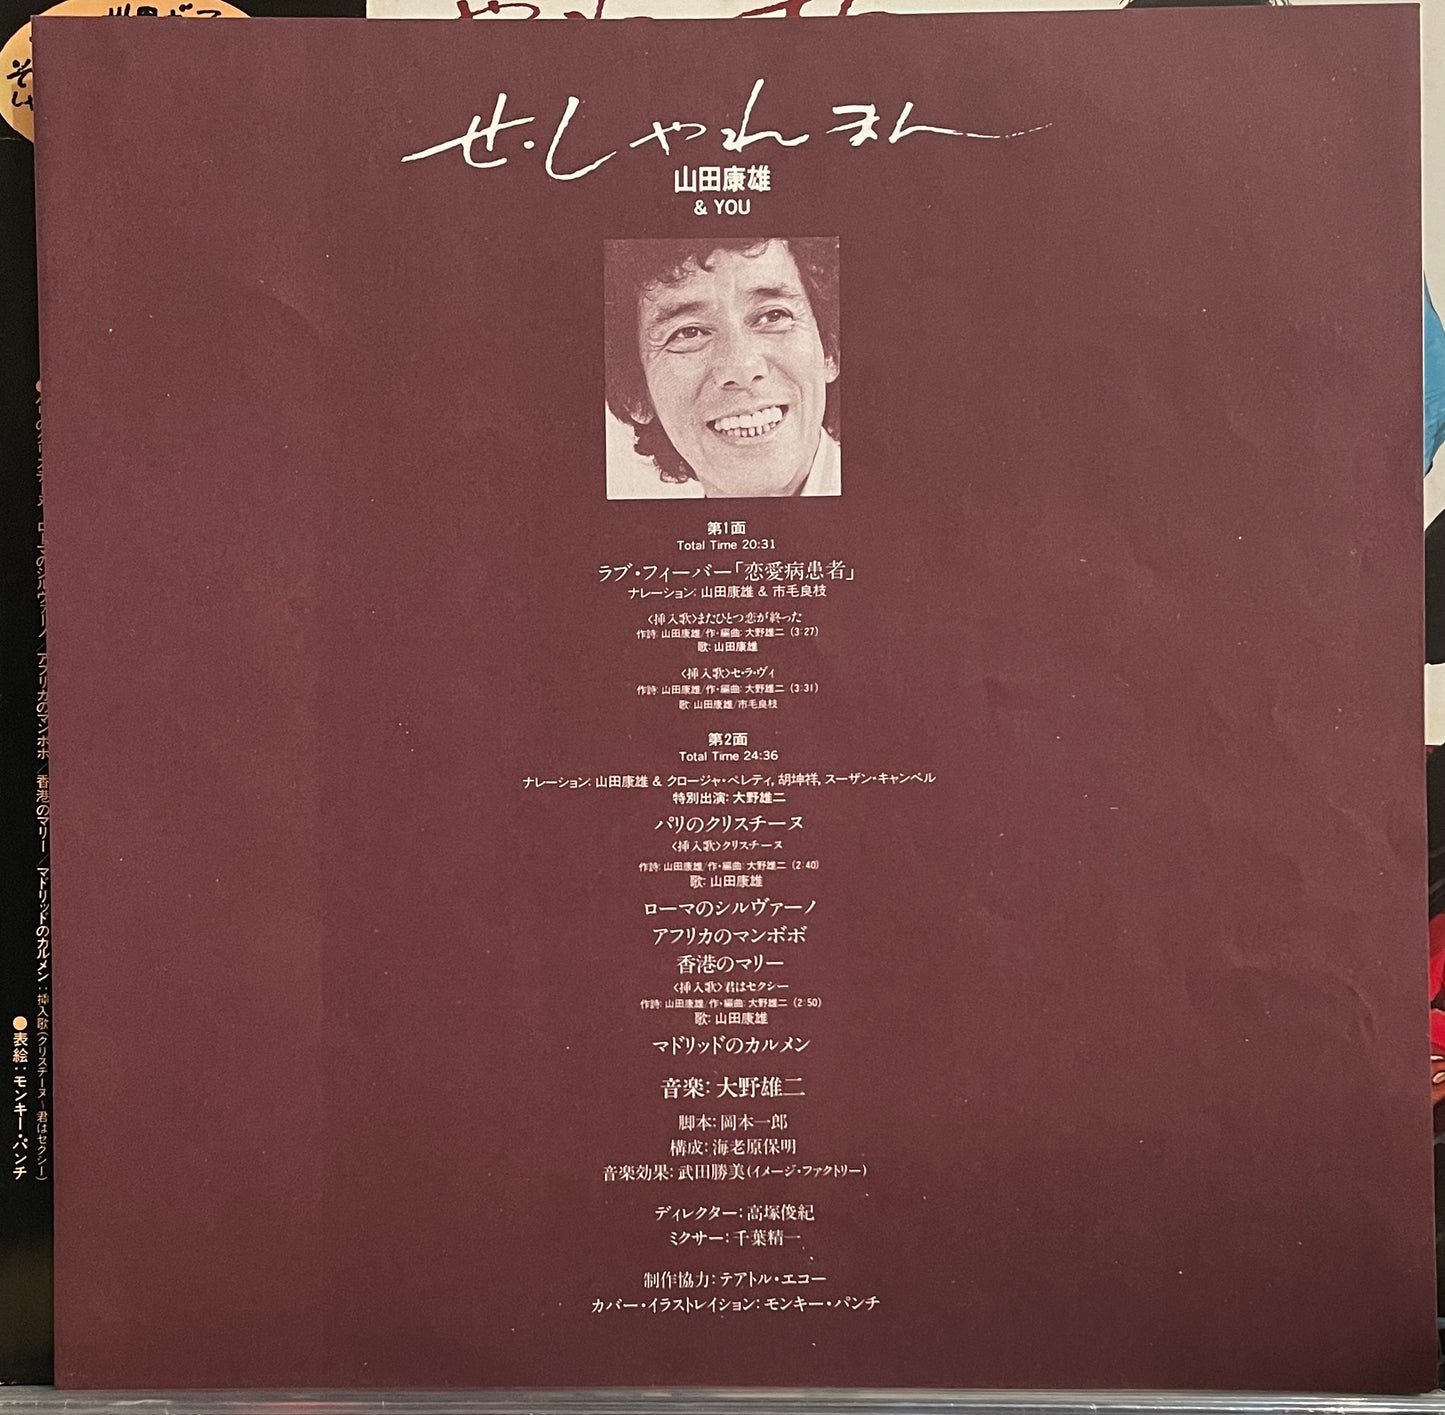 せ・しゃれまん
山田康雄
& YOU
第1面
Total Time 20:31
ラブ・フィーバー「恋愛病患者」
ナレーション: 山田康雄 & 市毛良枝
〈挿入歌〉またひとつ恋が終った
作詩: 山田康雄/作・編曲: 大野雄二 (3:27)
歌: 山田康雄
〈挿入歌〉セ・ラ・ヴィ
作詩: 山田康雄/作・編曲: 大野雄二 (3:31)
歌: 山田康雄/市毛良枝
第2面
Total Time 24:36
ナレーション: 山田康雄 & クロージャ・ペレティ, 胡坤祥, スーザン・キャンベル
特別出演: 大野雄二
パリのクリスチーヌ
〈挿入歌〉クリスチーヌ
作詩: 山田康雄/作・編曲: 大野雄二 (2:40)
歌: 山田康雄
ローマのシルヴァーノ
アフリカのマンボボ
香港のマリー
〈挿入歌〉君はセクシー
作詩: 山田康雄/作・編曲: 大野雄二 (2:50)
歌: 山田康雄
マドリッドのカルメン
音楽: 大野雄二
脚本: 岡本一郎
構成: 海老原保明
音楽効果: 武田勝美(イメージ・ファクトリー)
ディレクター: 高塚俊紀
ミクサー: 千葉精一
制作協力: テアトル・エコー
カバー・イラストレイション: モンキー・パンチ
ローマのシルヴァーノ/アフリカのマンボボ/香港のマリー/マドリッドのカルメン:挿入歌(クリスチーヌ〜君はセクシー)
●表絵:モンキー・パンチ